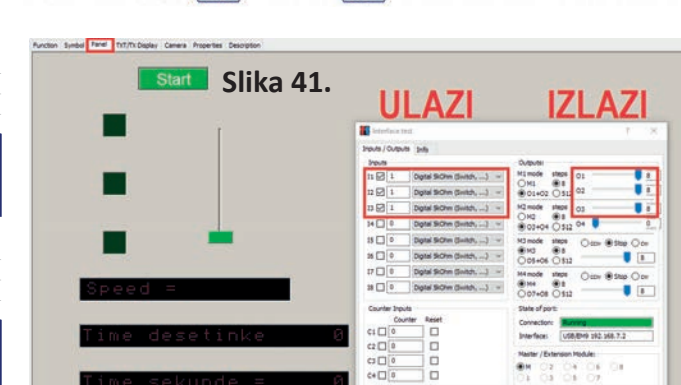 Function Symbol Panel TXT/TX Display Camera Properties Description
Start
Slika 41.
ULAZI
IZLAZI
Interface test
Inputs / Outputs Info
Inputs
I1 1 Digital 5kOhm (Switch, ...)
I2 1 Digital 5kOhm (Switch, ...)
I3 1 Digital 5kOhm (Switch, ...)
I4 0 Digital 5kOhm (Switch, ...)
I5 0 Digital 5kOhm (Switch, ...)
I6 0 Digital 5kOhm (Switch, ...)
I7 0 Digital 5kOhm (Switch, ...)
I8 0 Digital 5kOhm (Switch, ...)
Outputs:
M1 mode steps O1 8
M1 8
O1+O2 512 O2 8
M2 mode steps O3 8
M2 8
O3+O4 512 O4 0
M3 mode steps ccw Stop cw
M3 8
O5+O6 512 8
M4 mode steps ccw Stop cw
M4 8
O7+O8 512 8
Counter Inputs
Counter Reset
C1 0
C2 0
C3 0
C4 0
State of port:
Connection: Running
Interface: USB/EM9 192.168.7.2
Master / Extension Module:
M 2 4 6 8
1 3 5 7
Speed =
Time desetinke 0
Time sekunde = 0